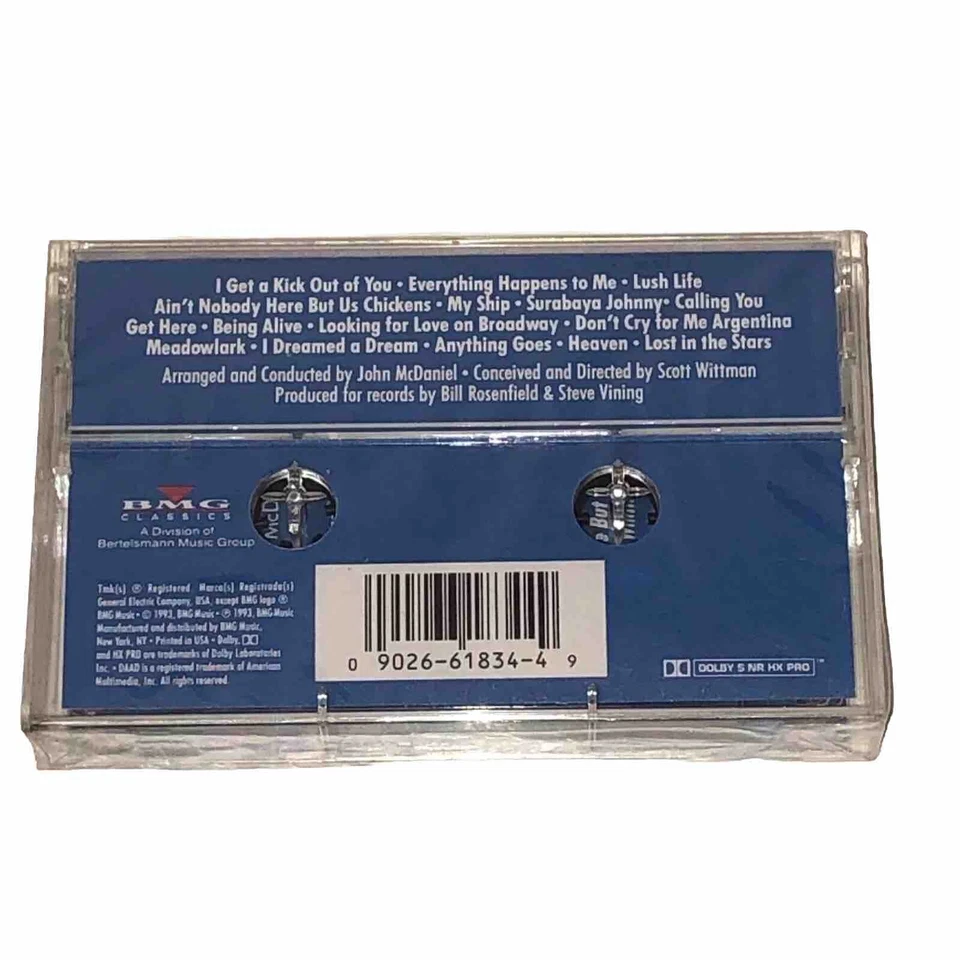 I Get a Kick Out of You • Everything Happens to Me • Lush Life
Ain't Nobody Here But Us Chickens • My Ship • Surabaya Johnny • Calling You
Get Here • Being Alive • Looking for Love on Broadway • Don't Cry for Me Argentina
Meadowlark • I Dreamed a Dream • Anything Goes • Heaven • Lost in the Stars
Arranged and Conducted by John McDaniel • Conceived and Directed by Scott Wittman
Produced for records by Bill Rosenfield & Steve Vining
BMG
CLASSICS
A Division of
Bertelsmann Music Group
McD
But
Tmk(s) ® Registered Marca(s) Registrada(s)
General Electric Company, USA, except BMG logo ®
BMG Music • © 1993, BMG Music • ℗ 1993, BMG Music
Manufactured and distributed by BMG Music,
New York, NY • Printed in USA • Dolby,
and HX PRO are trademarks of Dolby Laboratories
Inc. • DAAD is a registered trademark of American
Multimedia, Inc. All rights reserved
0 9026-61834-4 9
DOLBY S NR HX PRO ™